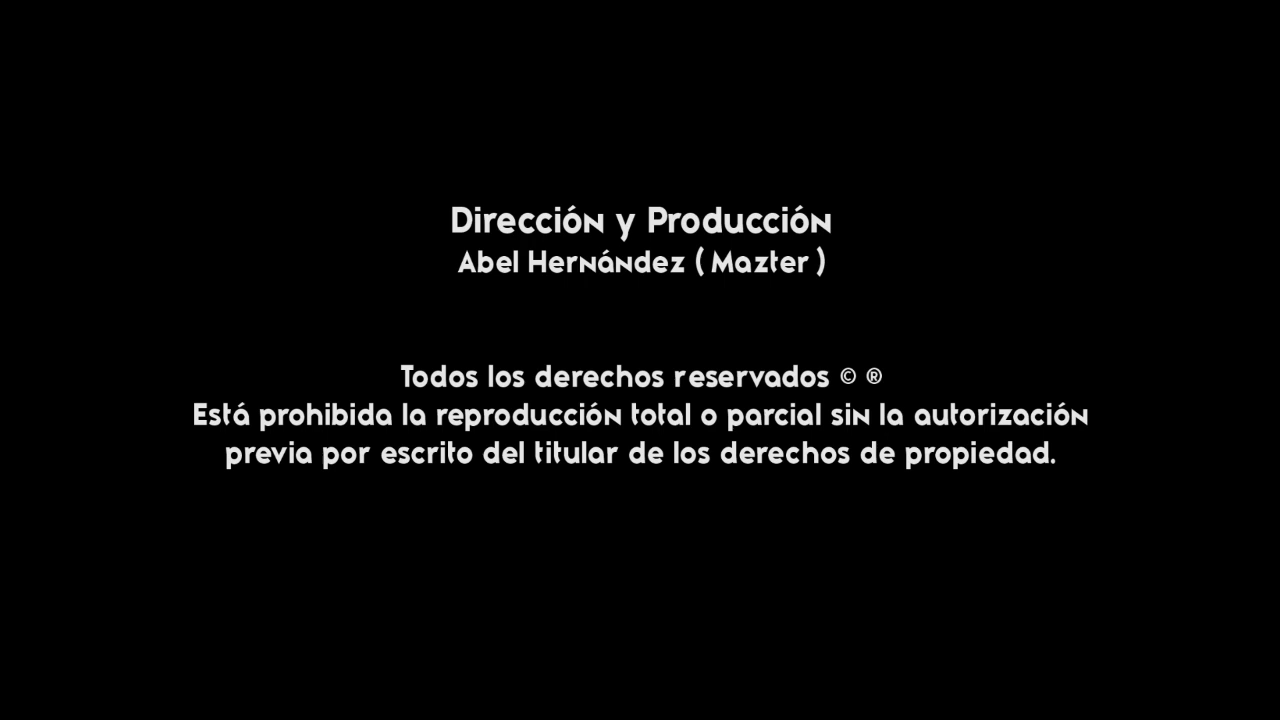 Dirección y Producción
Abel Hernández ( Mazter )
Todos los derechos reservados © ®
Está prohibida la reproducción total o parcial sin la autorización
previa por escrito del titular de los derechos de propiedad.